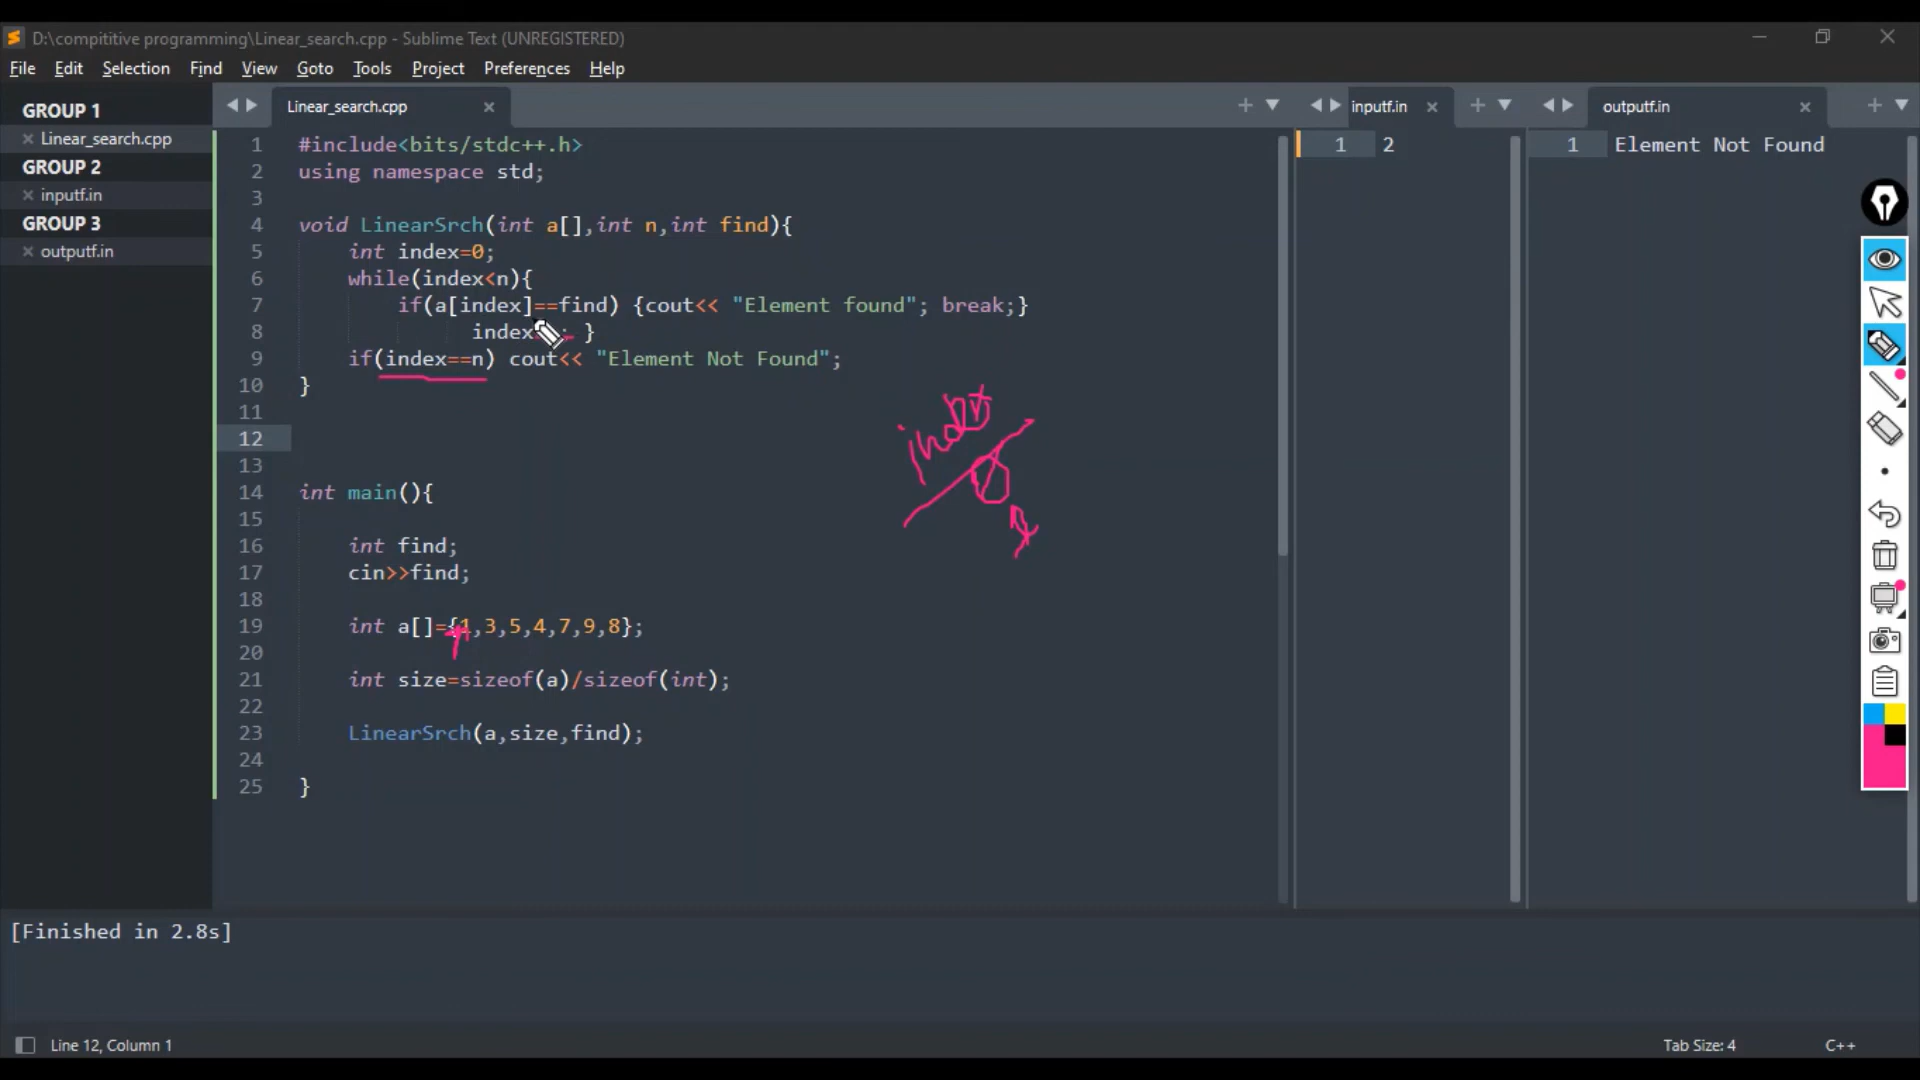 D:\compititive programming\Linear_search.cpp - Sublime Text (UNREGISTERED)
File Edit Selection Find View Goto Tools Project Preferences Help
GROUP 1
Linear_search.cpp
GROUP 2
inputf.in
GROUP 3
outputf.in
Linear_search.cpp
1 #include<bits/stdc++.h>
2 using namespace std;
3
4 void LinearSrch(int a[],int n,int find){
5 int index=0;
6 while(index<n){
7 if(a[index]==find) {cout<< "Element found"; break;}
8 index ; }
9 if(index==n) cout<< "Element Not Found";
10 }
11
12
13
14 int main(){
15
16 int find;
17 cin>>find;
18
19 int a[]={1,3,5,4,7,9,8};
20
21 int size=sizeof(a)/sizeof(int);
22
23 LinearSrch(a,size,find);
24
25 }
inputf.in
1 2
outputf.in
1 Element Not Found
index
0
[Finished in 2.8s]
Line 12, Column 1
Tab Size: 4
C++